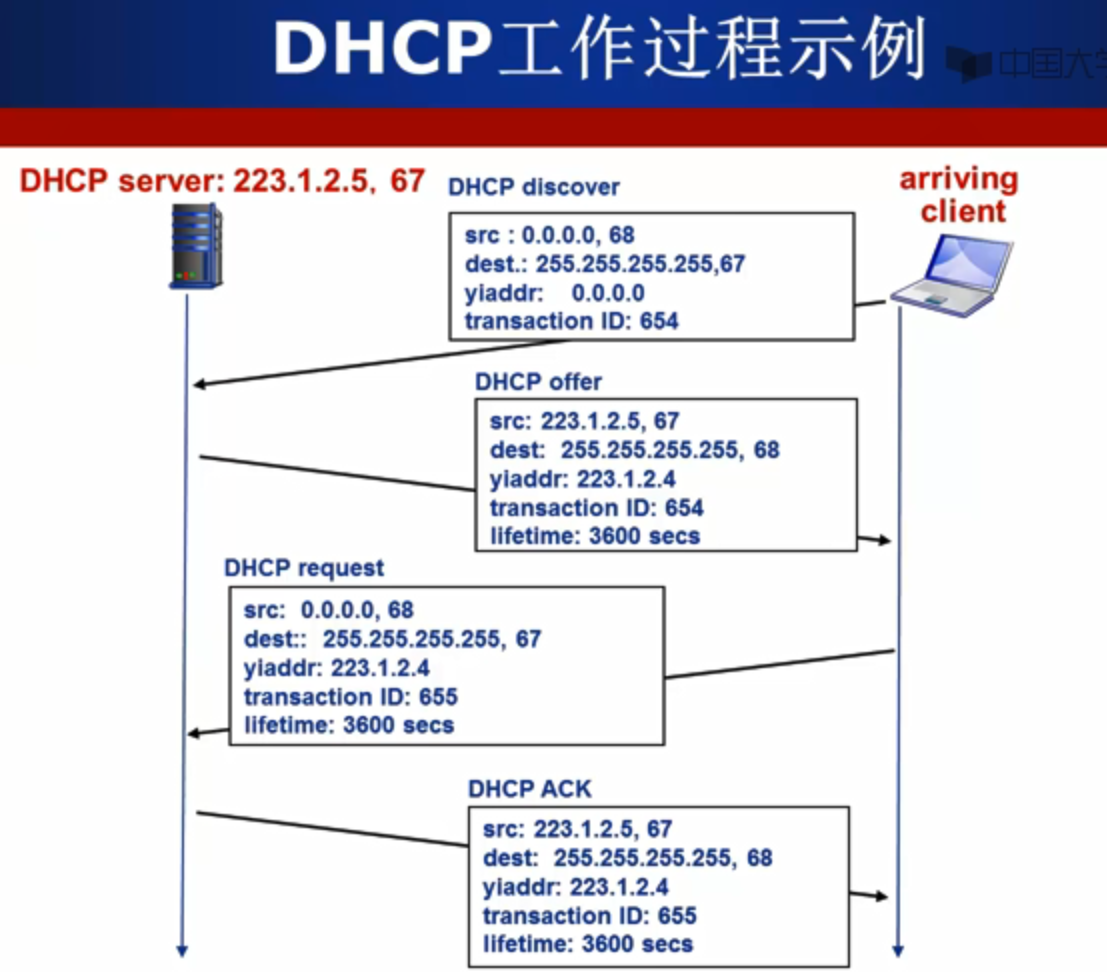 DHCP工作过程示例
中国大学
DHCP server: 223.1.2.5, 67
arriving
client
DHCP discover
src : 0.0.0.0, 68
dest.: 255.255.255.255,67
yiaddr: 0.0.0.0
transaction ID: 654
DHCP offer
src: 223.1.2.5, 67
dest: 255.255.255.255, 68
yiaddr: 223.1.2.4
transaction ID: 654
lifetime: 3600 secs
DHCP request
src: 0.0.0.0, 68
dest:: 255.255.255.255, 67
yiaddr: 223.1.2.4
transaction ID: 655
lifetime: 3600 secs
DHCP ACK
src: 223.1.2.5, 67
dest: 255.255.255.255, 68
yiaddr: 223.1.2.4
transaction ID: 655
lifetime: 3600 secs